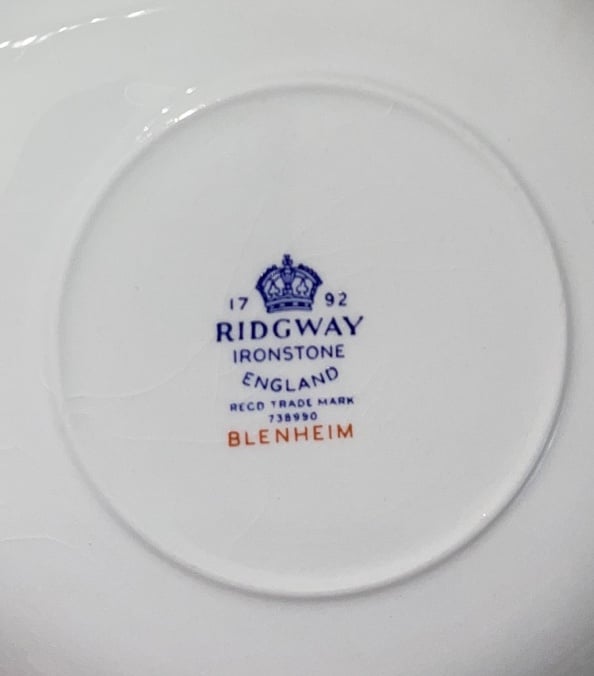 17 92
RIDGWAY
IRONSTONE
ENGLAND
REGD TRADE MARK
738990
BLENHEIM